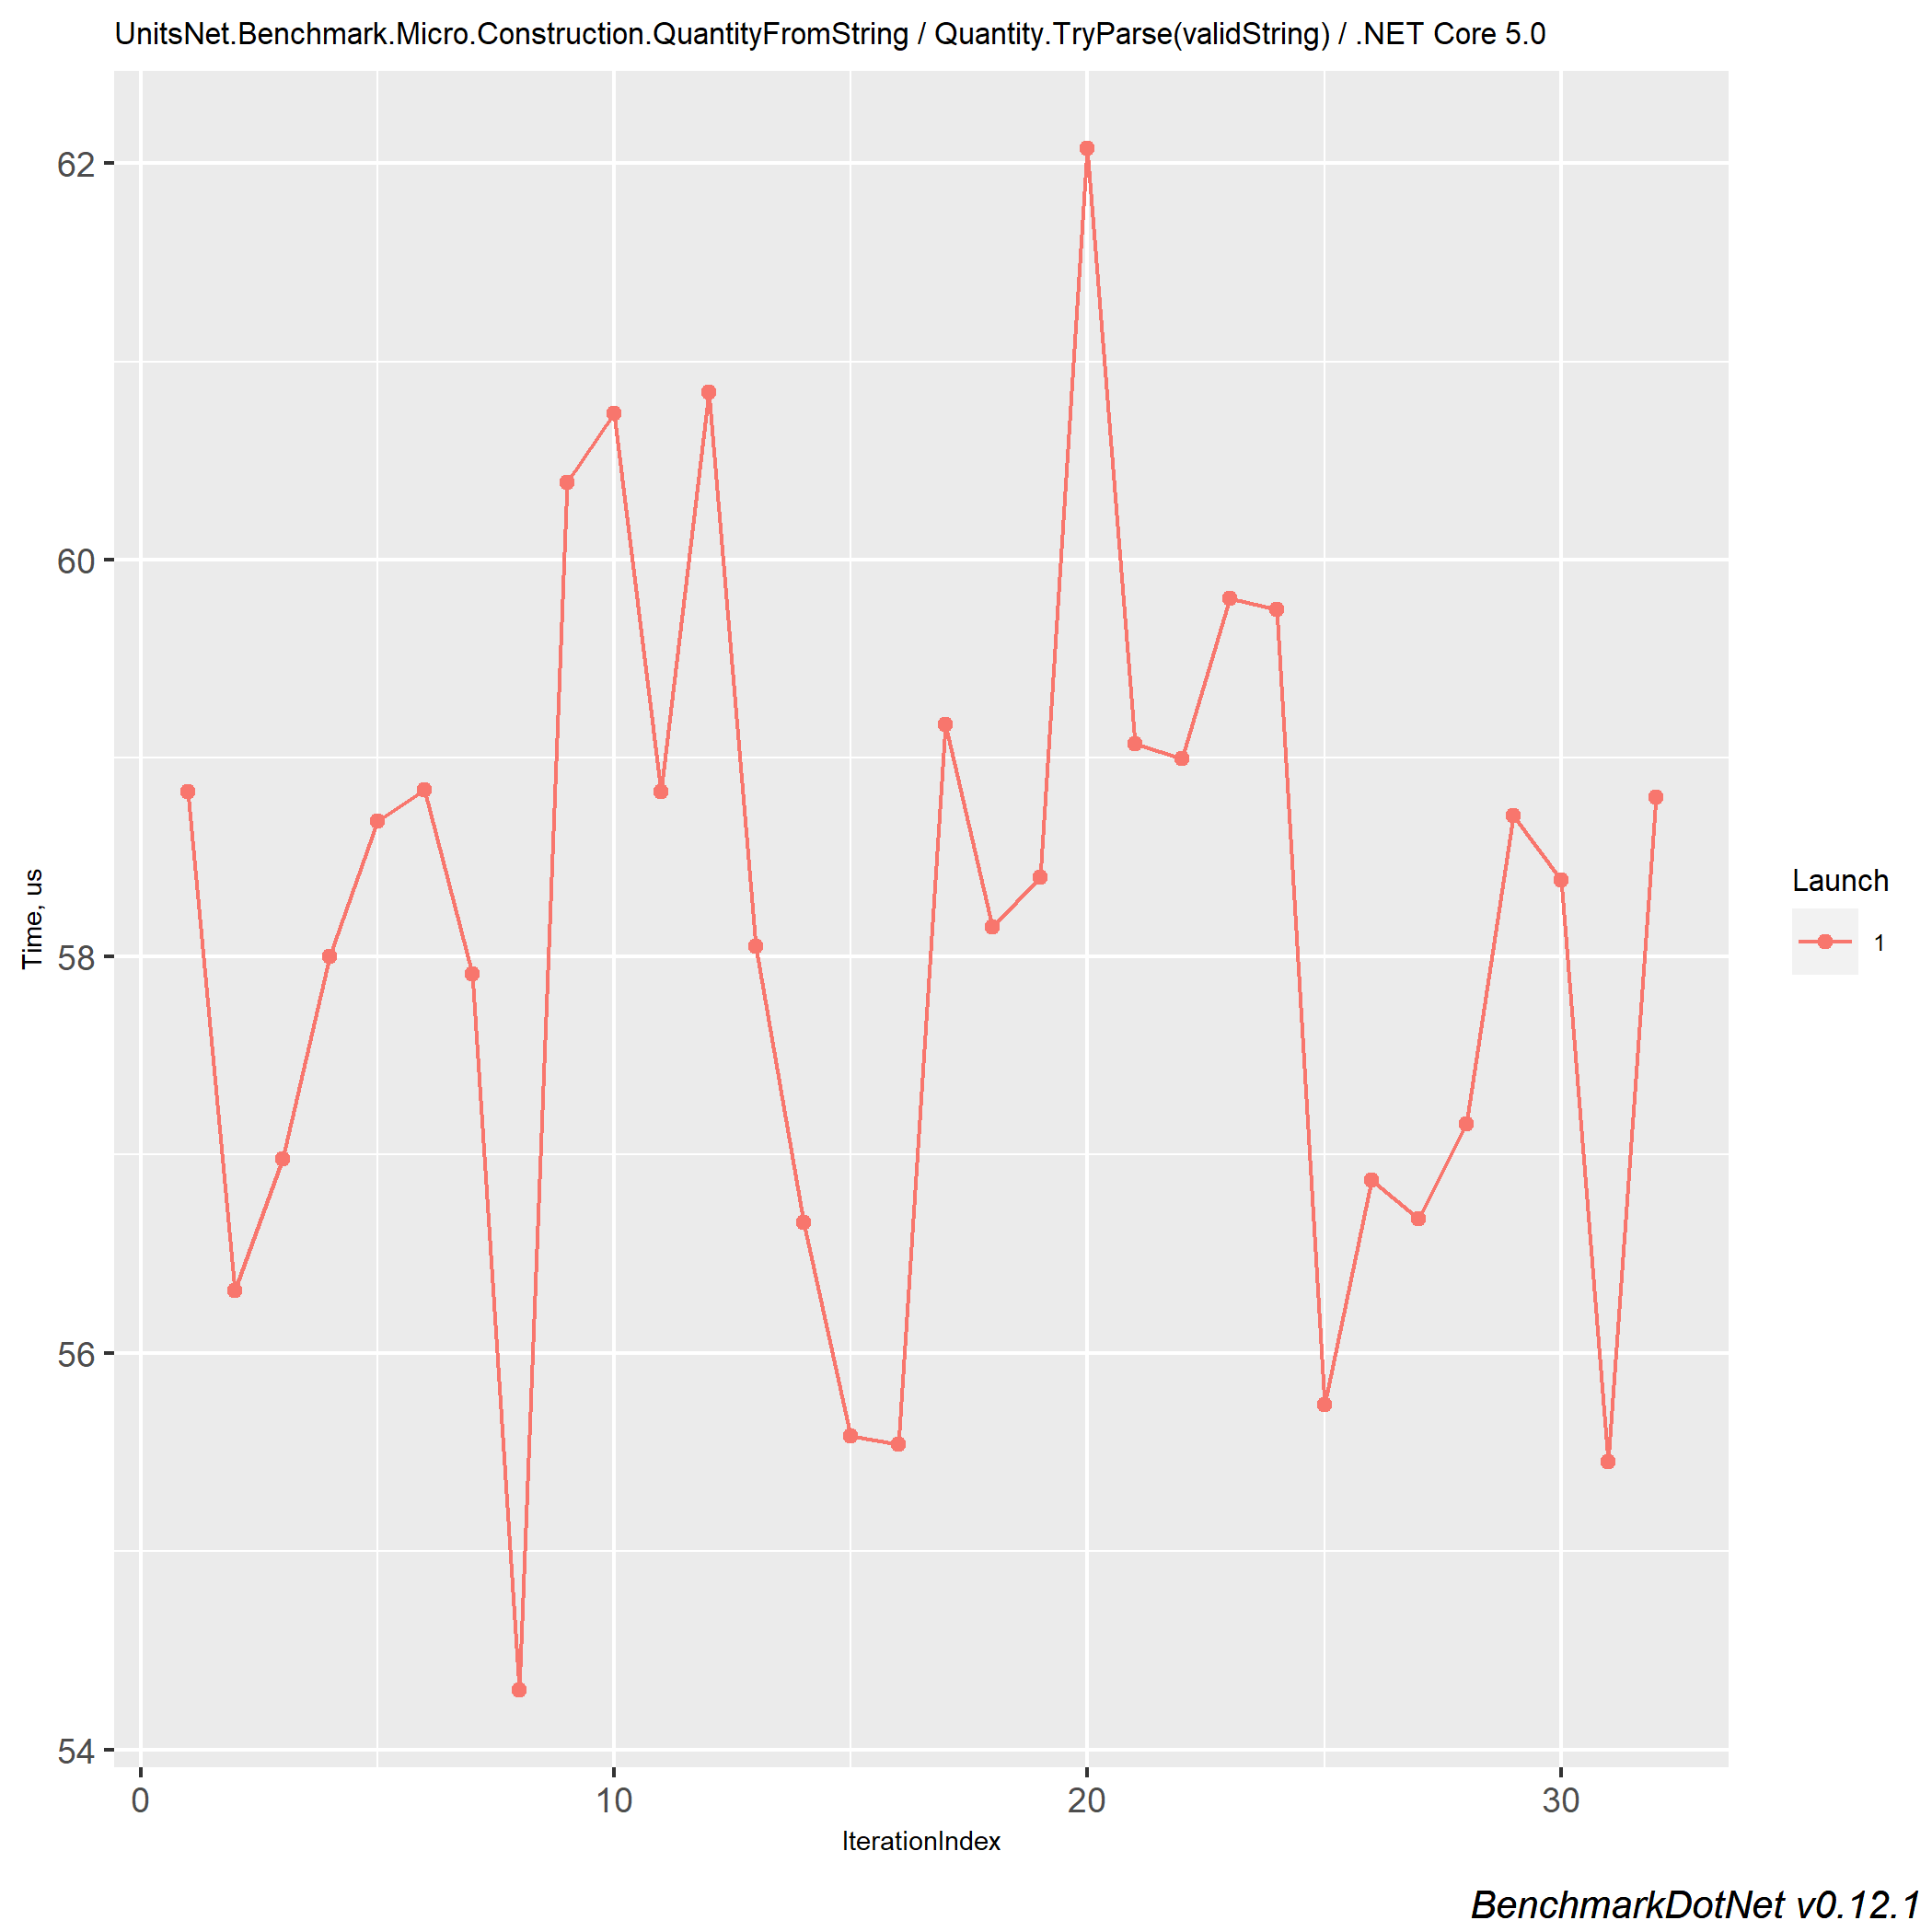 UnitsNet.Benchmark.Micro.Construction.QuantityFromString / Quantity.TryParse(validString) / .NET Core 5.0
62
60
58
56
54
Time, us
0 10 20 30
IterationIndex
Launch
1
BenchmarkDotNet v0.12.1